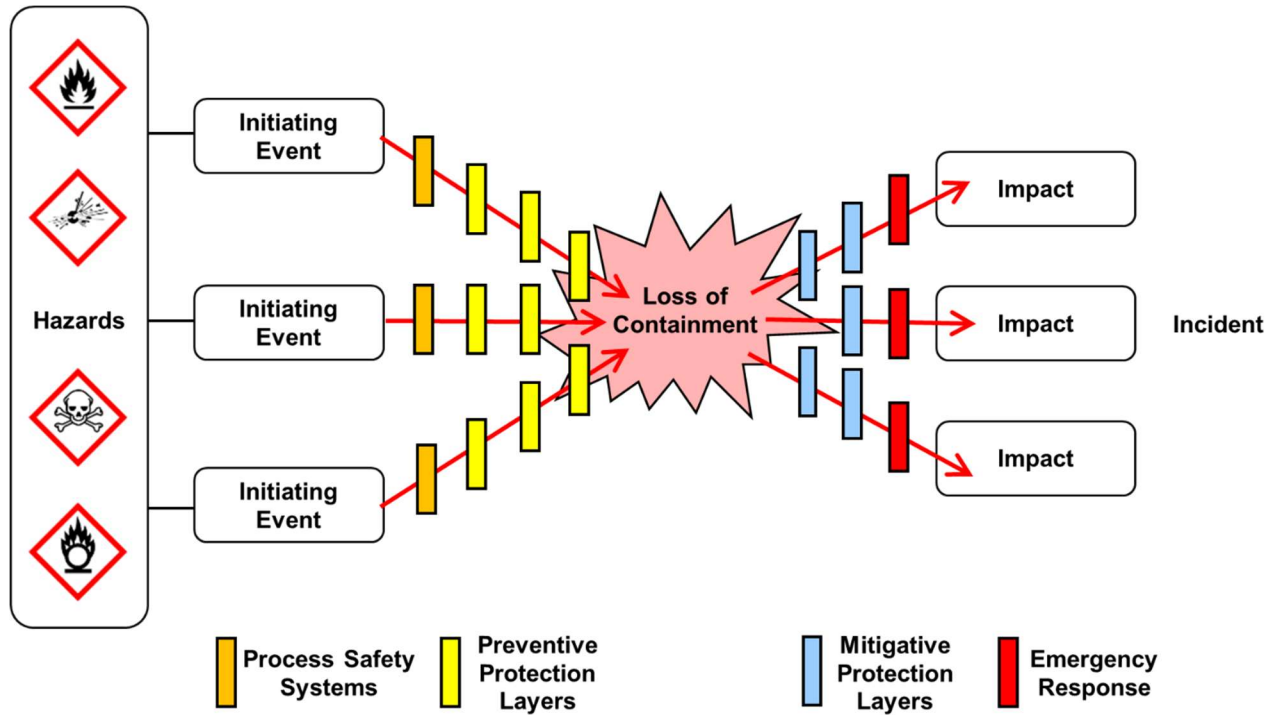 Hazards
Initiating
Event
Initiating
Event
Initiating
Event
Loss of
Containment
Impact
Impact
Impact
Incident
Process Safety
Systems
Preventive
Protection
Layers
Mitigative
Protection
Layers
Emergency
Response